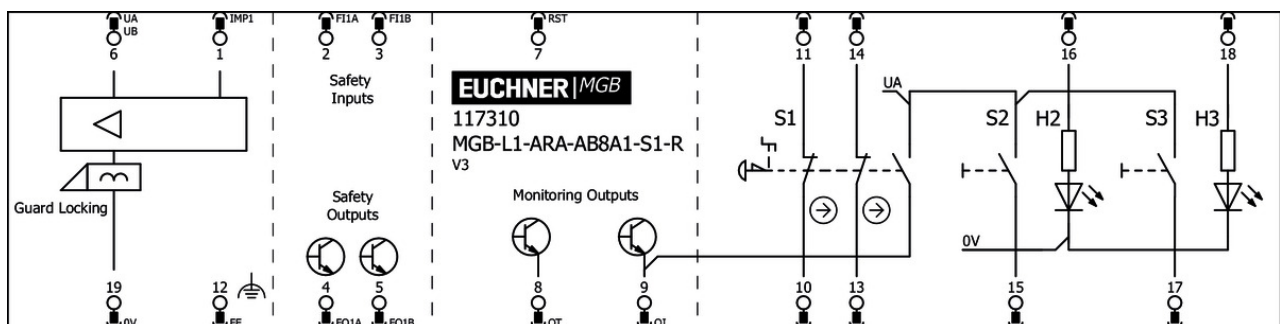 UA
UB
IMP1
FI1A
FI1B
RST
6
1
2
3
7
11
14
16
18
Safety
Inputs
EUCHNER|MGB
117310
MGB-L1-ARA-AB8A1-S1-R
V3
UA
S1
S2
H2
S3
H3
Guard Locking
Safety
Outputs
Monitoring Outputs
0V
19
12
4
5
8
9
10
13
15
17
0V
FE
FO1A
FO1B
OT
OI